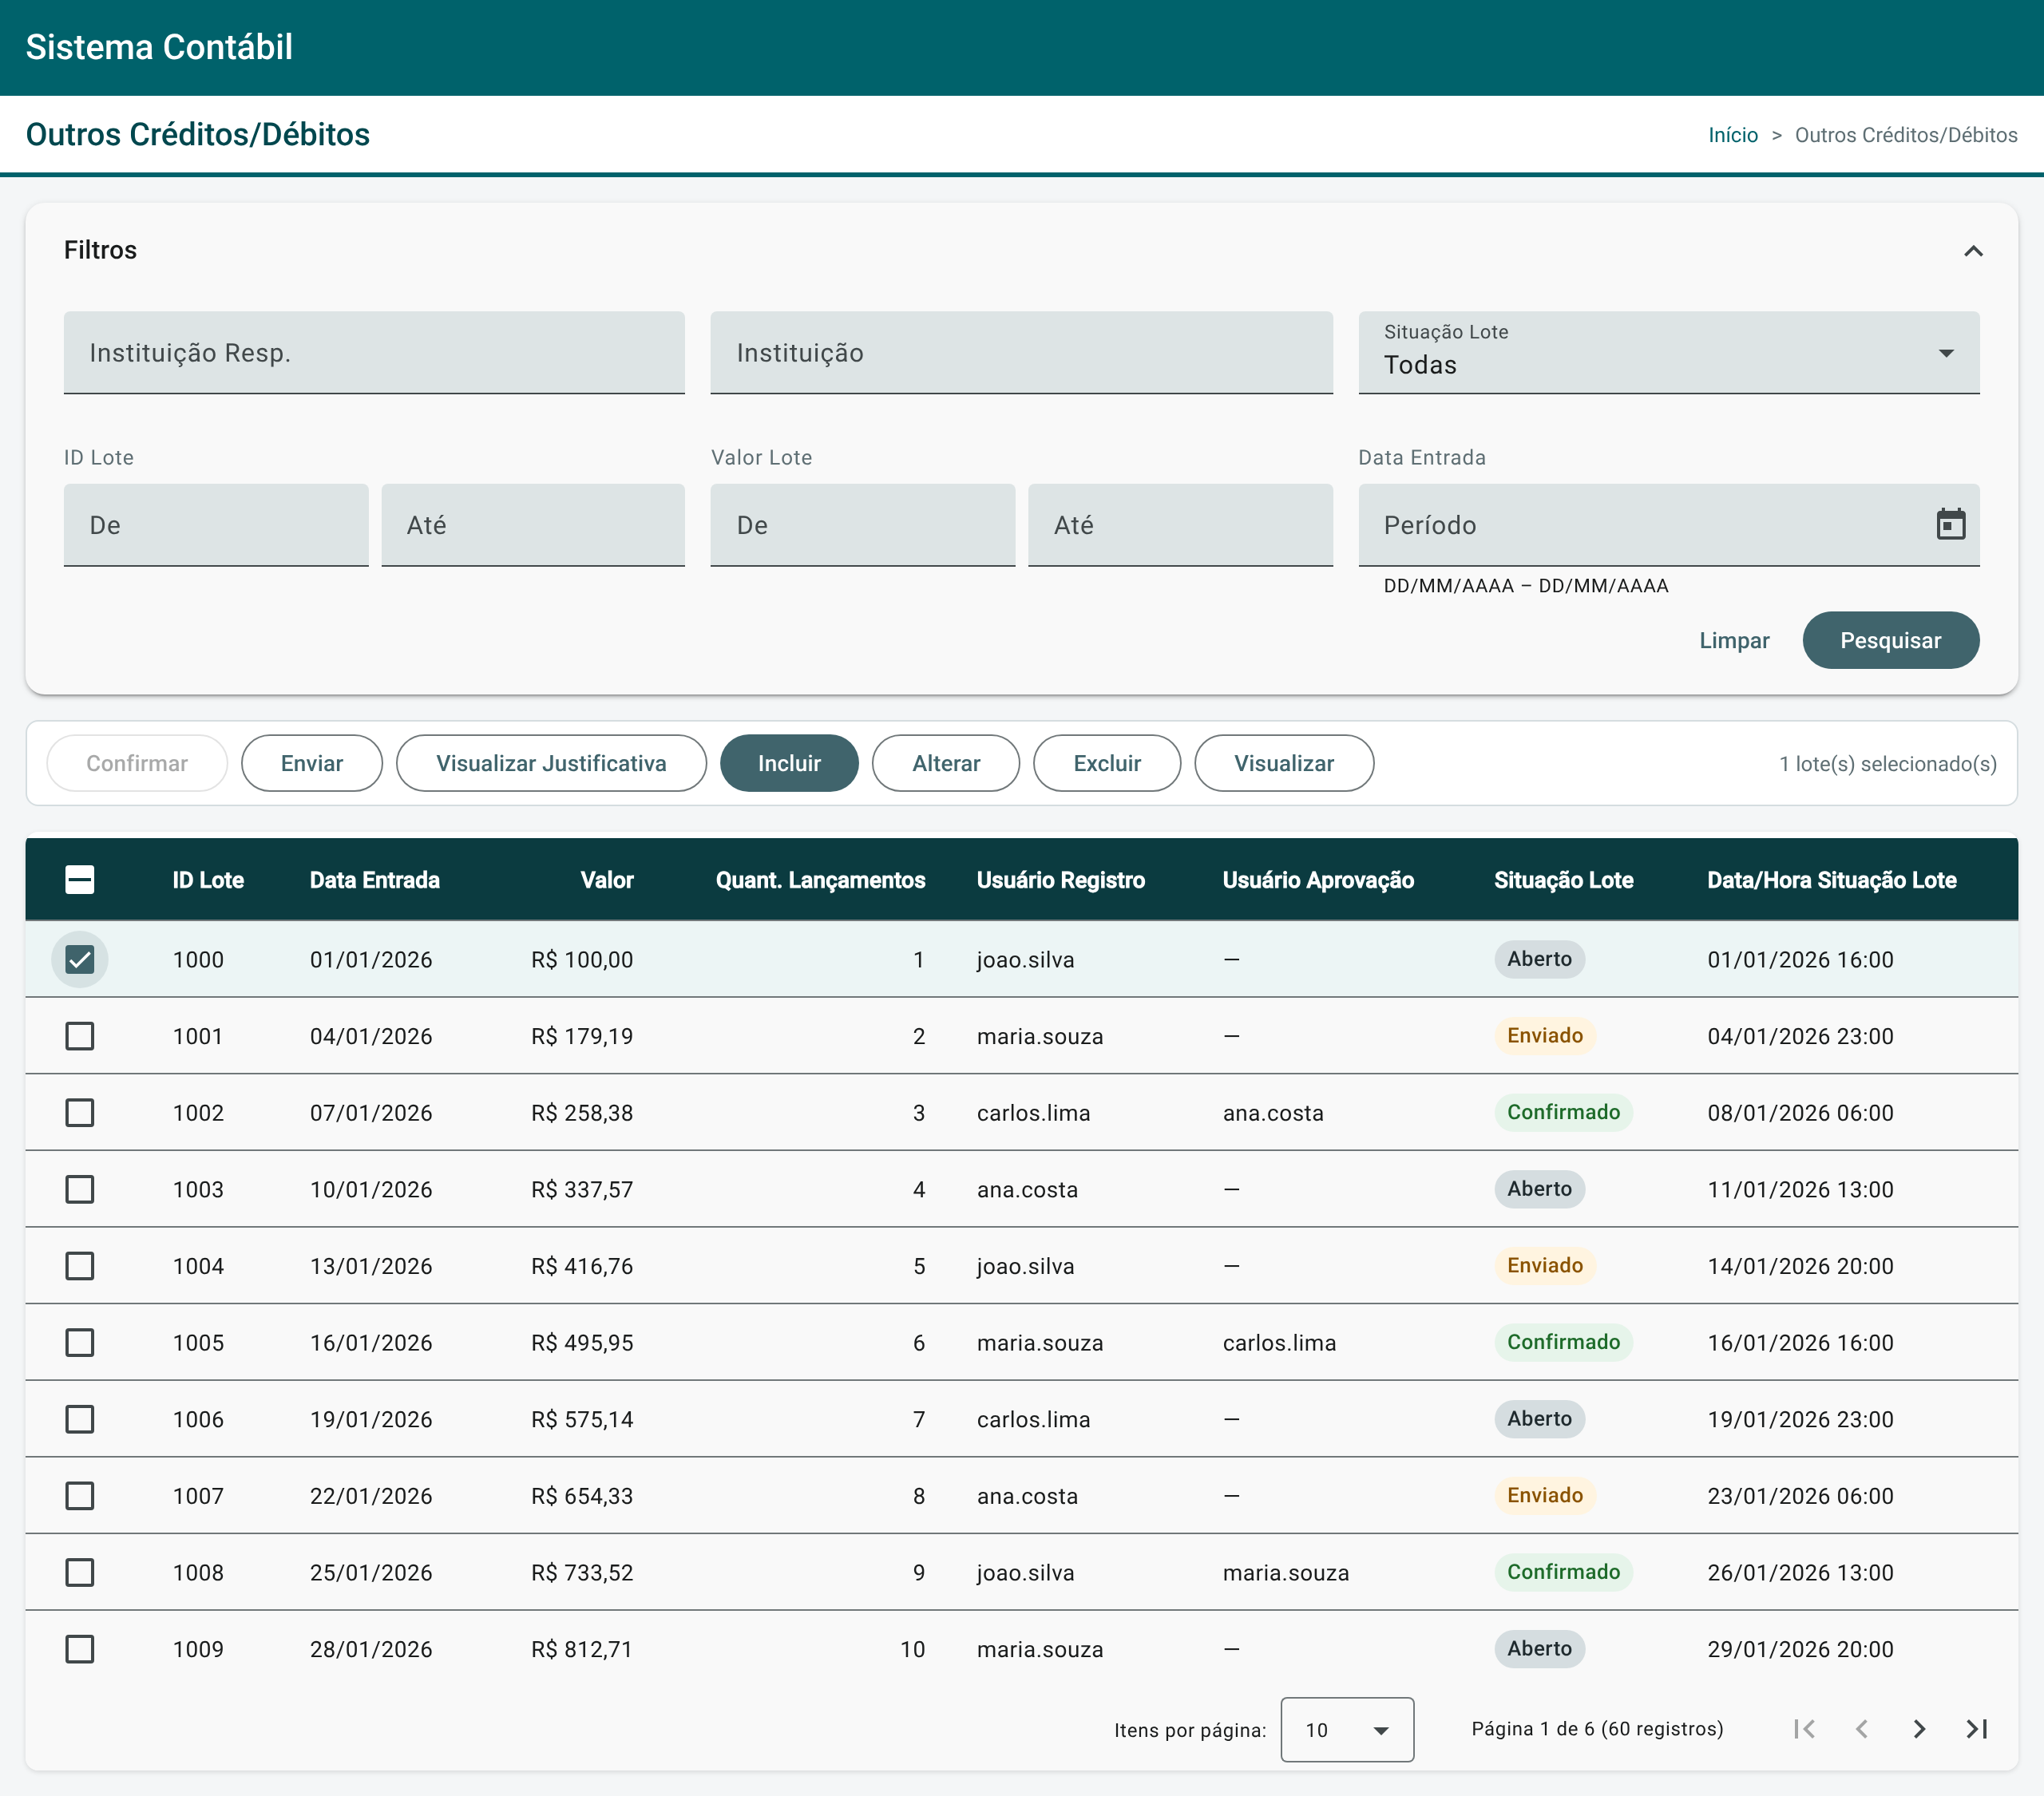 Sistema Contábil
Outros Créditos/Débitos
Início > Outros Créditos/Débitos
Filtros
Instituição Resp.
Instituição
Situação Lote
Todas
ID Lote
Valor Lote
Data Entrada
De
Até
De
Até
Período
DD/MM/AAAA – DD/MM/AAAA
Limpar
Pesquisar
Confirmar
Enviar
Visualizar Justificativa
Incluir
Alterar
Excluir
Visualizar
1 lote(s) selecionado(s)
ID Lote Data Entrada Valor Quant. Lançamentos Usuário Registro Usuário Aprovação Situação Lote Data/Hora Situação Lote
1000 01/01/2026 R$ 100,00 1 joao.silva — Aberto 01/01/2026 16:00
1001 04/01/2026 R$ 179,19 2 maria.souza — Enviado 04/01/2026 23:00
1002 07/01/2026 R$ 258,38 3 carlos.lima ana.costa Confirmado 08/01/2026 06:00
1003 10/01/2026 R$ 337,57 4 ana.costa — Aberto 11/01/2026 13:00
1004 13/01/2026 R$ 416,76 5 joao.silva — Enviado 14/01/2026 20:00
1005 16/01/2026 R$ 495,95 6 maria.souza carlos.lima Confirmado 16/01/2026 16:00
1006 19/01/2026 R$ 575,14 7 carlos.lima — Aberto 19/01/2026 23:00
1007 22/01/2026 R$ 654,33 8 ana.costa — Enviado 23/01/2026 06:00
1008 25/01/2026 R$ 733,52 9 joao.silva maria.souza Confirmado 26/01/2026 13:00
1009 28/01/2026 R$ 812,71 10 maria.souza — Aberto 29/01/2026 20:00
Itens por página: 10 Página 1 de 6 (60 registros)